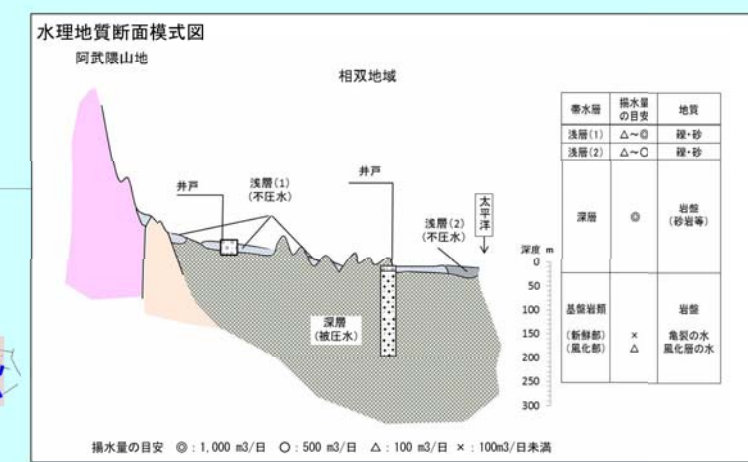 水理地質断面模式図
阿武隈山地
相双地域
井戸
浅層(1)
(不圧水)
井戸
浅層(2)
(不圧水)
太平洋
深層
(被圧水)
深度 m
0
50
100
150
200
250
300
帯水層 揚水量の目安 地質
浅層(1) △～◎ 礫・砂
浅層(2) △～○ 礫・砂
深層 ◎ 岩盤(砂岩等)
基盤岩類 岩盤
(新鮮部) × 亀裂の水
(風化部) △ 風化層の水
揚水量の目安 ◎：1,000 m3/日 ○：500 m3/日 △：100 m3/日 ×：100m3/日未満